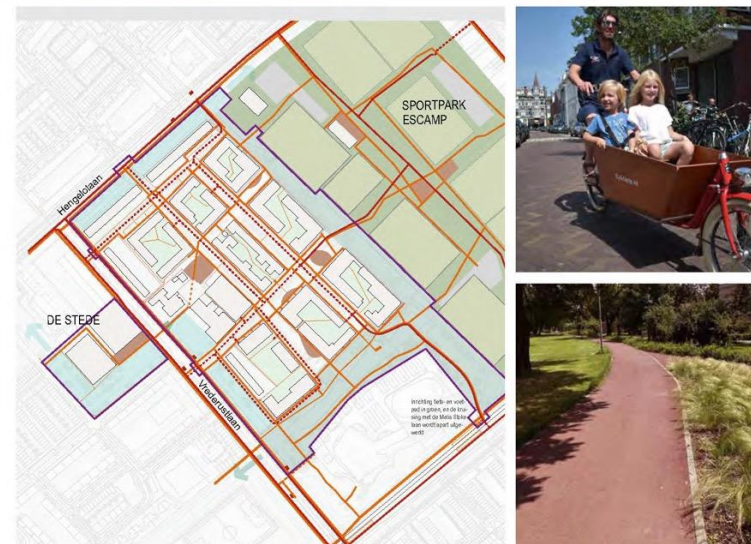 SPORTPARK
ESCAMP
Hengelolaan
DE STEDE
Vrederustlaan
Inrichting fiets- en voet-
pad in groen, en de krui-
sing met de Melis Stoke-
laan wordt apart uitge-
werkt